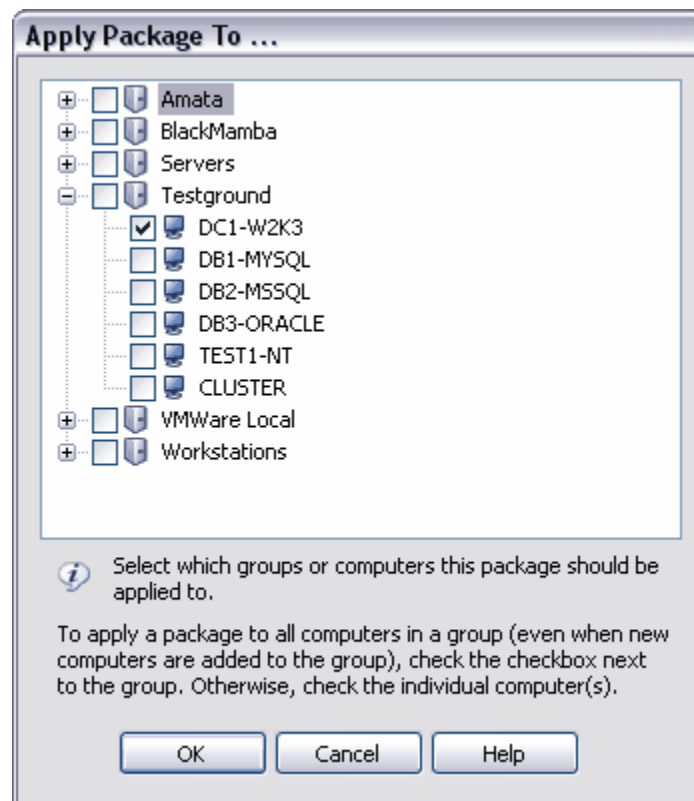 Apply Package To ...
Amata
BlackMamba
Servers
Testground
DC1-W2K3
DB1-MYSQL
DB2-MSSQL
DB3-ORACLE
TEST1-NT
CLUSTER
VMWare Local
Workstations
Select which groups or computers this package should be
applied to.
To apply a package to all computers in a group (even when new
computers are added to the group), check the checkbox next
to the group. Otherwise, check the individual computer(s).
OK Cancel Help